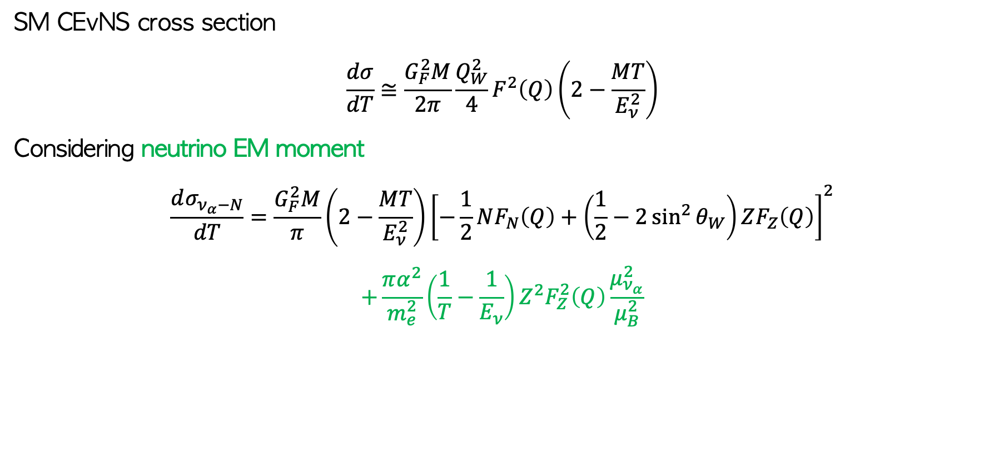 SM CEvNS cross section
dσ/dT ≅ G_F^2 M/2π Q_W^2/4 F^2(Q) (2 − MT/E_ν^2)
Considering neutrino EM moment
dσ_{ν_α−N}/dT = G_F^2 M/π (2 − MT/E_ν^2) [−1/2 NF_N(Q) + (1/2 − 2 sin^2 θ_W) ZF_Z(Q)]^2
+ πα^2/m_e^2 (1/T − 1/E_ν) Z^2 F_Z^2(Q) μ_{ν_α}^2/μ_B^2